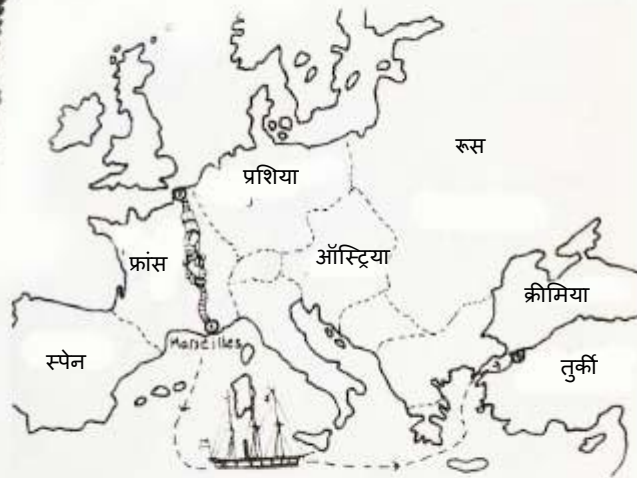 रूस
प्रशिया
फ्रांस
ऑस्ट्रिया
क्रीमिया
Marseilles
स्पेन
तुर्की